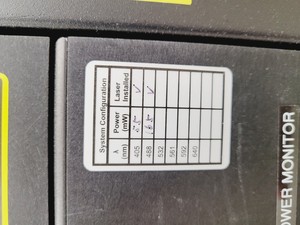 System Configuration
λ (nm) Power (mW) Laser Installed
405 ✓
488 ✓
532
561
592
640
POWER MONITOR